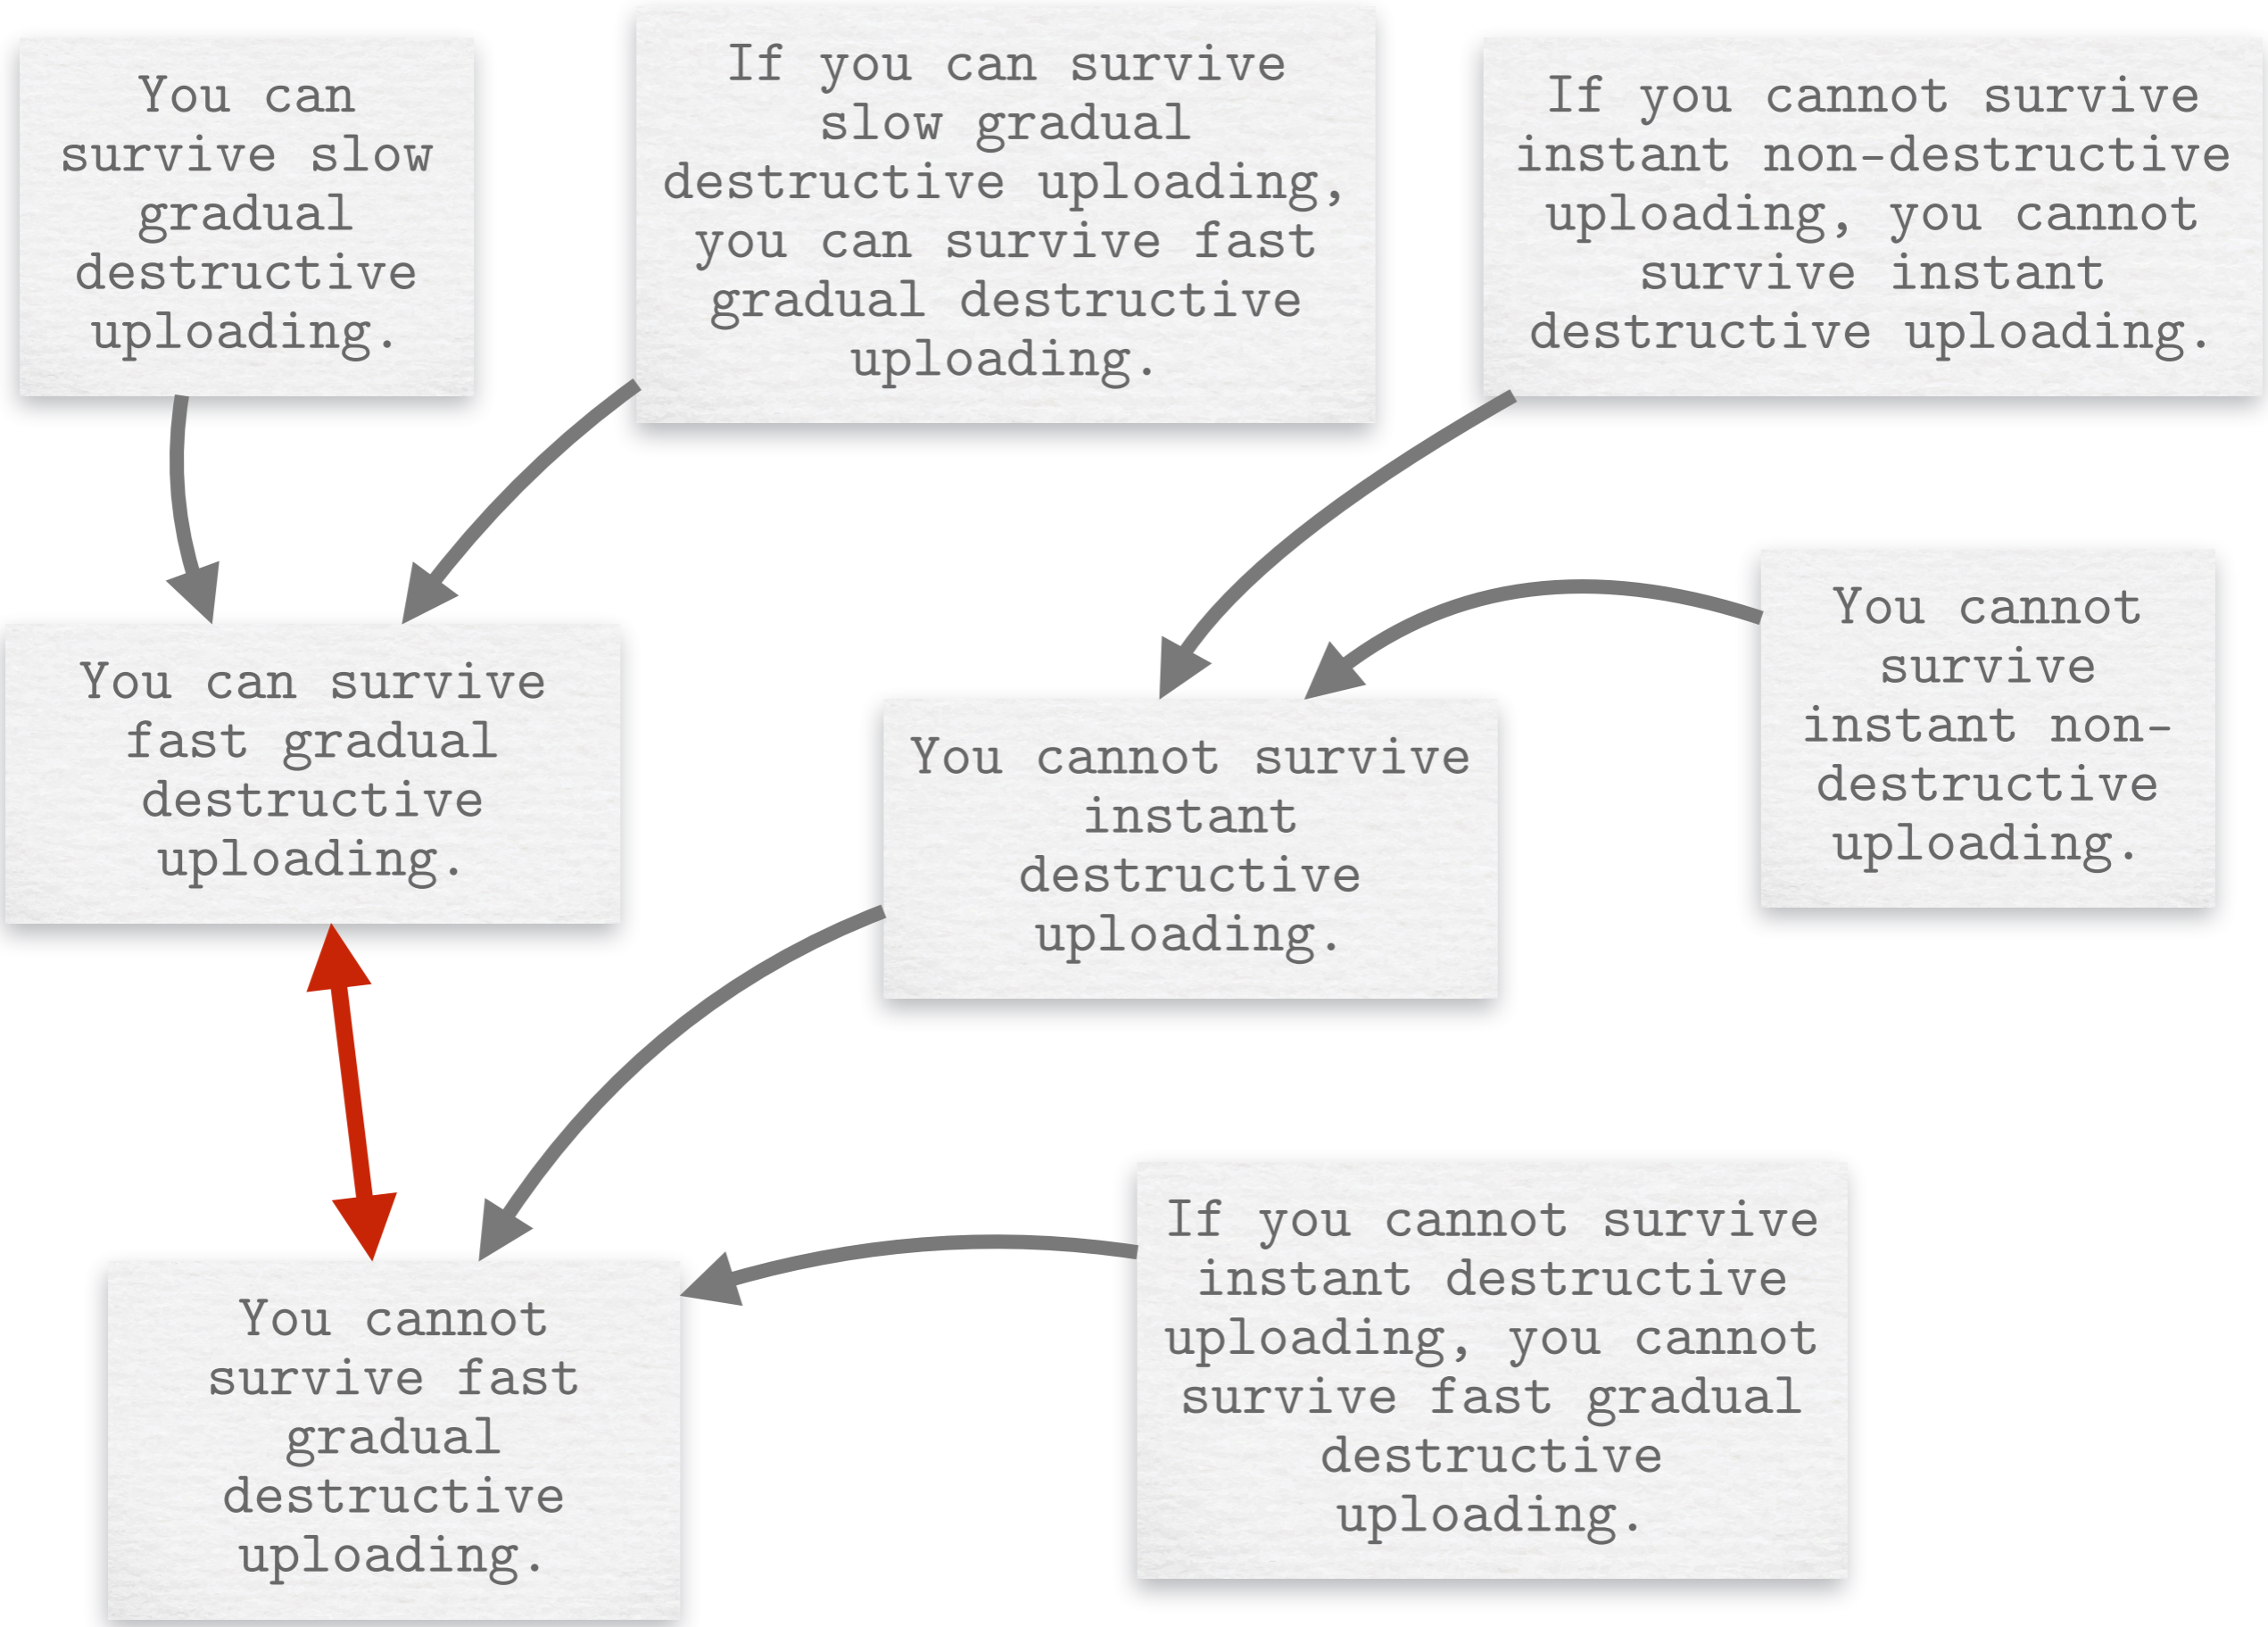 You can
survive slow
gradual
destructive
uploading.
If you can survive
slow gradual
destructive uploading,
you can survive fast
gradual destructive
uploading.
If you cannot survive
instant non-destructive
uploading, you cannot
survive instant
destructive uploading.
You can survive
fast gradual
destructive
uploading.
You cannot survive
instant
destructive
uploading.
You cannot
survive
instant non-
destructive
uploading.
You cannot
survive fast
gradual
destructive
uploading.
If you cannot survive
instant destructive
uploading, you cannot
survive fast gradual
destructive
uploading.